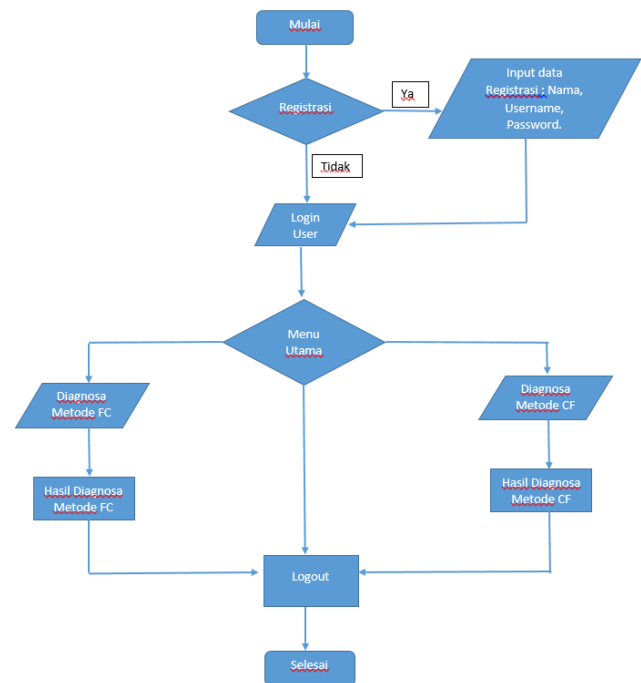 Mulai
Registrasi
Ya
Input data
Registrasi : Nama,
Username,
Password.
Tidak
Login
User
Menu
Utama
Diagnosa
Metode FC
Diagnosa
Metode CF
Hasil Diagnosa
Metode FC
Hasil Diagnosa
Metode CF
Logout
Selesai